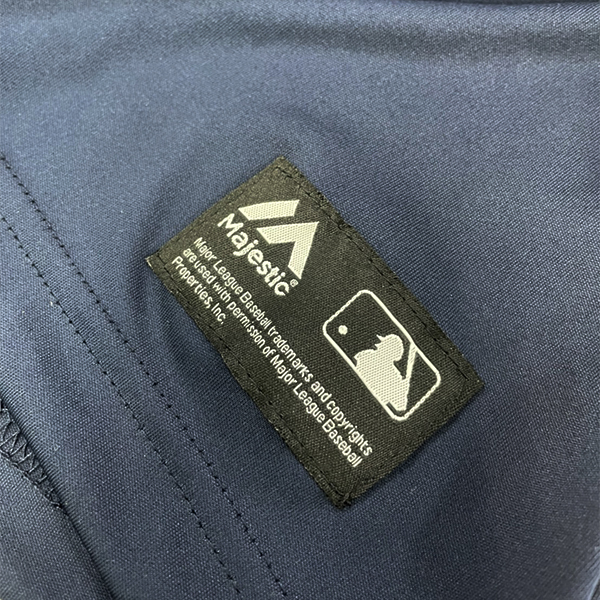 Majestic®
Major League Baseball trademarks and copyrights
are used with permission of Major League Baseball
Properties, Inc.